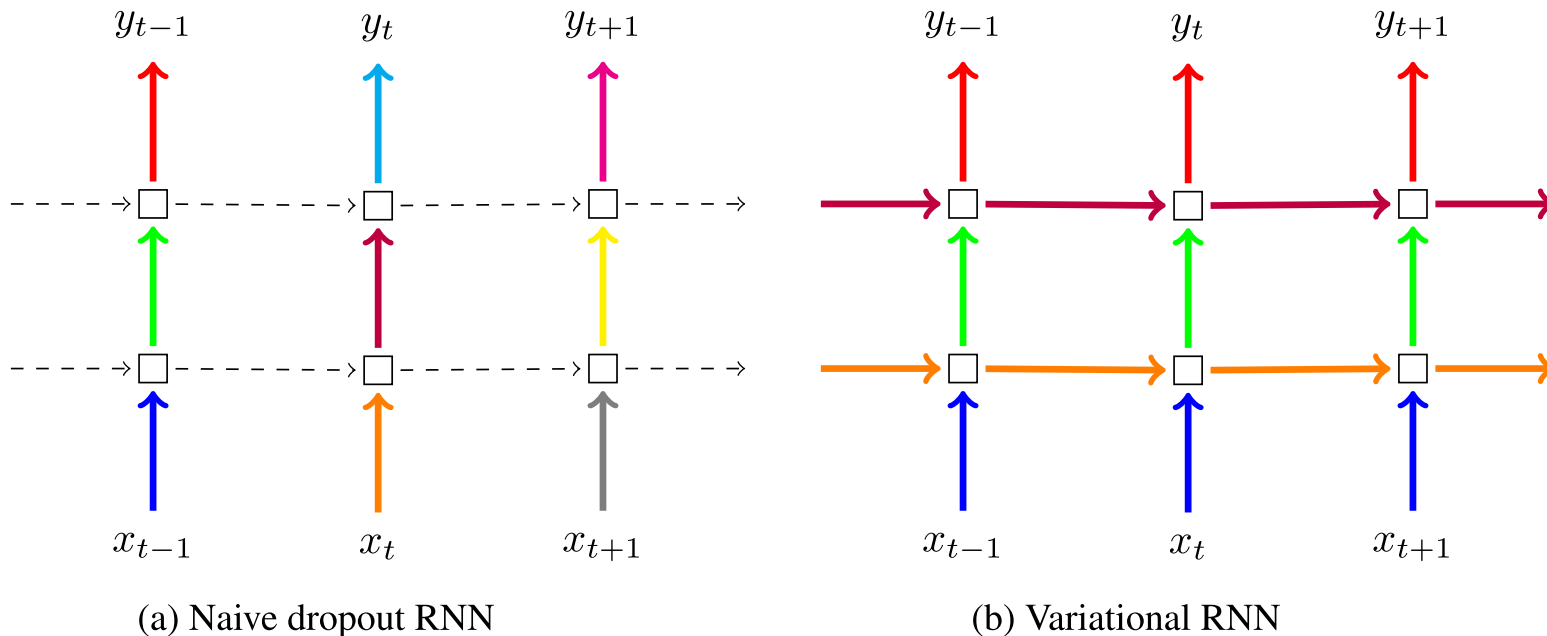 y_{t−1} y_t y_{t+1} y_{t−1} y_t y_{t+1}
x_{t−1} x_t x_{t+1} x_{t−1} x_t x_{t+1}
(a) Naive dropout RNN (b) Variational RNN